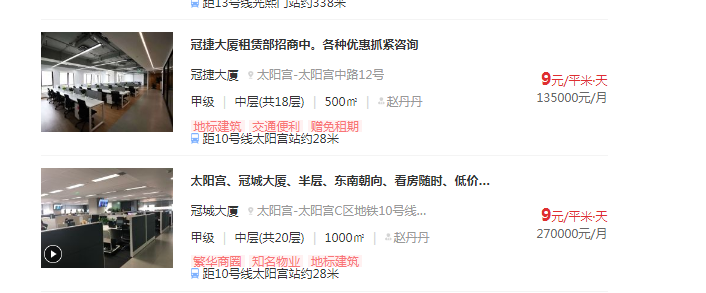 距13号线光熙门站约338米
冠捷大厦租赁部招商中。各种优惠抓紧咨询
冠捷大厦 太阳宫-太阳宫中路12号
9元/平米·天
甲级 | 中层(共18层) | 500㎡ | 赵丹丹
135000元/月
地标建筑 交通便利 赠免租期
距10号线太阳宫站约28米
太阳宫、冠城大厦、半层、东南朝向、看房随时、低价...
冠城大厦 太阳宫-太阳宫C区地铁10号线...
9元/平米·天
甲级 | 中层(共20层) | 1000㎡ | 赵丹丹
270000元/月
繁华商圈 知名物业 地标建筑
距10号线太阳宫站约28米